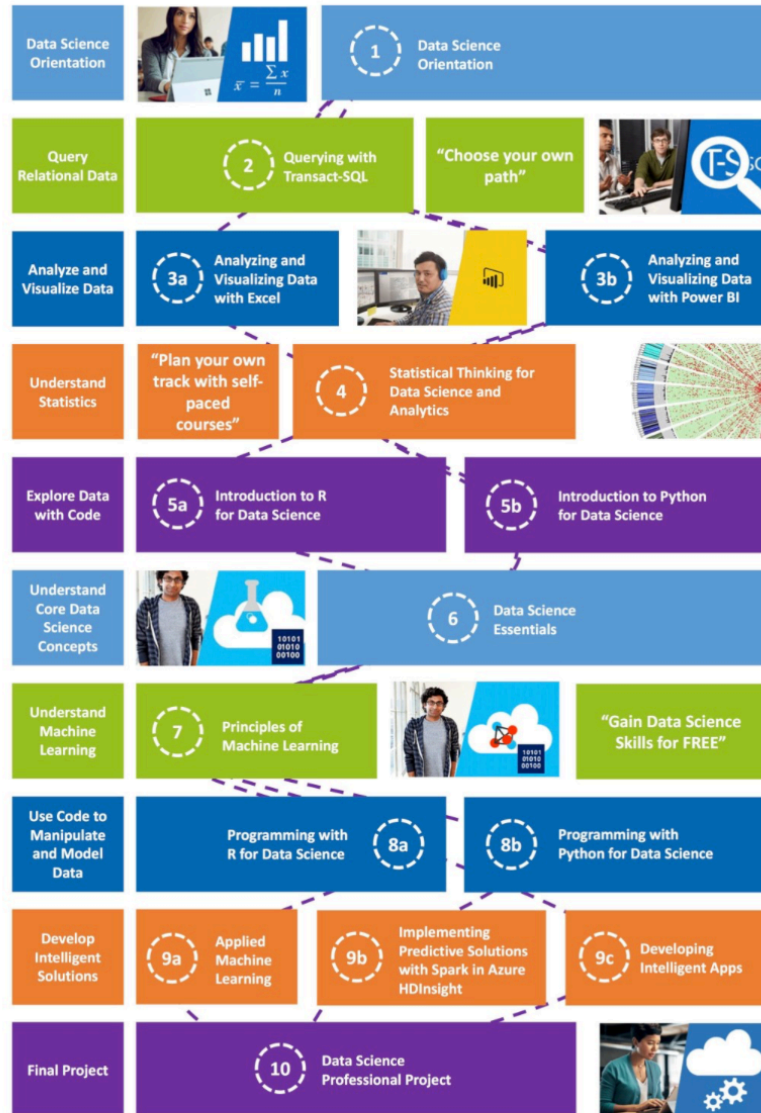 Data Science
Orientation
x̄ = Σ x
n
1
Data Science
Orientation
Query
Relational Data
2
Querying with
Transact-SQL
“Choose your own
path”
T-S
Analyze and
Visualize Data
3a
Analyzing and
Visualizing Data
with Excel
3b
Analyzing and
Visualizing Data
with Power BI
Understand
Statistics
“Plan your own
track with self-
paced
courses”
4
Statistical Thinking for
Data Science and
Analytics
Explore Data
with Code
5a
Introduction to R
for Data Science
5b
Introduction to Python
for Data Science
Understand
Core Data
Science
Concepts
10101
01010
00100
6
Data Science
Essentials
Understand
Machine
Learning
7
Principles of
Machine Learning
10101
01010
00100
“Gain Data Science
Skills for FREE”
Use Code to
Manipulate
and Model
Data
Programming with
R for Data Science
8a
8b
Programming with
Python for Data Science
Develop
Intelligent
Solutions
9a
Applied
Machine
Learning
9b
Implementing
Predictive Solutions
with Spark in Azure
HDInsight
9c
Developing
Intelligent Apps
Final Project
10
Data Science
Professional Project